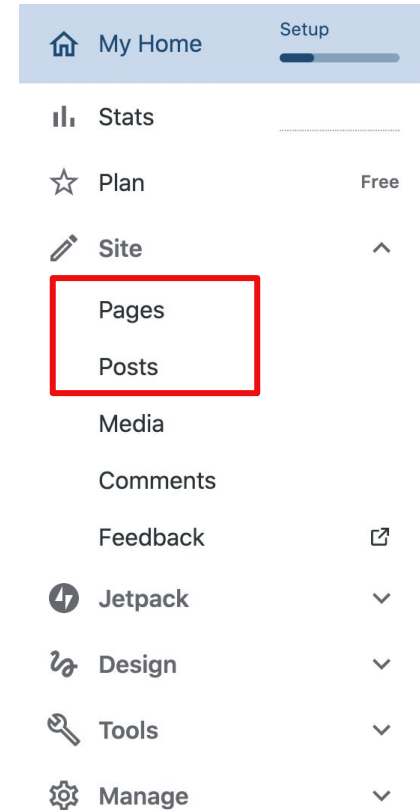 My Home
Setup
Stats
Plan
Free
Site
Pages
Posts
Media
Comments
Feedback
Jetpack
Design
Tools
Manage